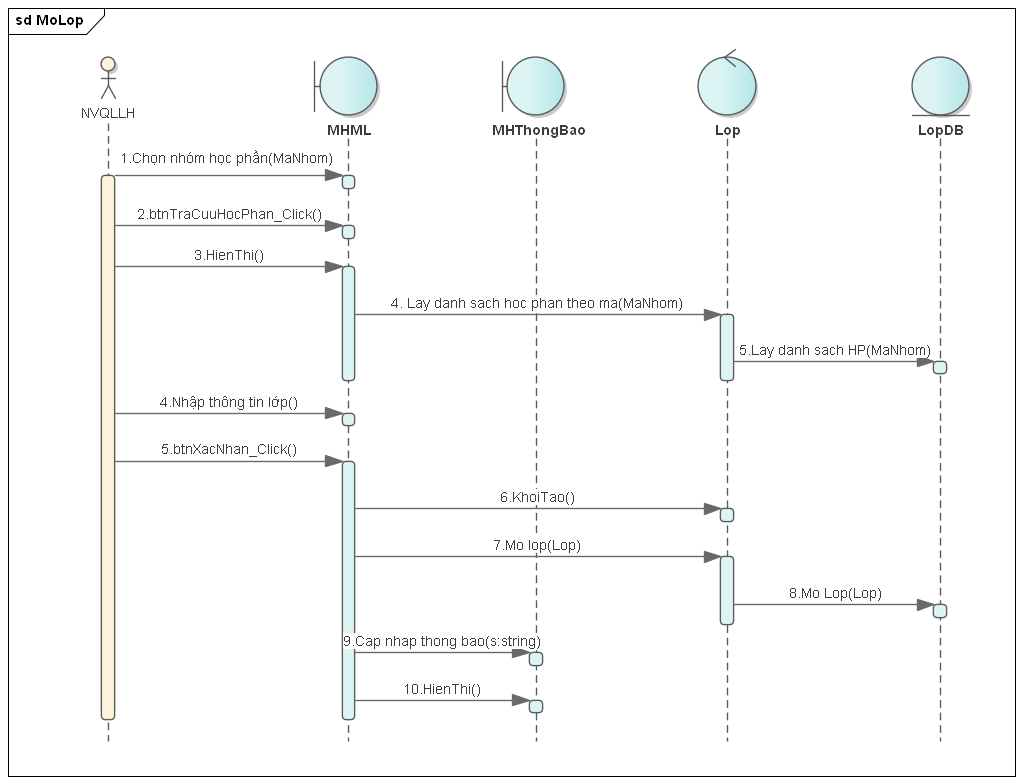 sd MoLop
NVQLLH
MHML
MHThongBao
Lop
LopDB
1.Chọn nhóm học phần(MaNhom)
2.btnTraCuuHocPhan_Click()
3.HienThi()
4. Lay danh sach hoc phan theo ma(MaNhom)
5.Lay danh sach HP(MaNhom)
4.Nhập thông tin lớp()
5.btnXacNhan_Click()
6.KhoiTao()
7.Mo lop(Lop)
8.Mo Lop(Lop)
9.Cap nhap thong bao(s:string)
10.HienThi()